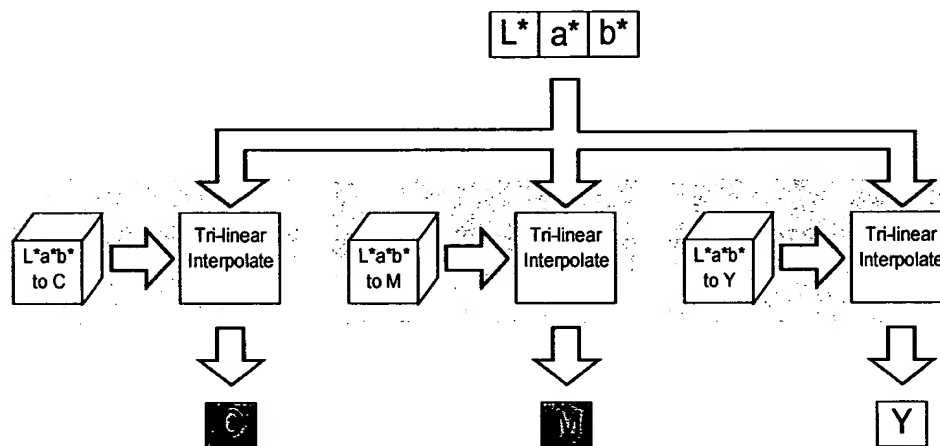 L* a* b*
L*a*b*
to C
Tri-linear
Interpolate
L*a*b*
to M
Tri-linear
Interpolate
L*a*b*
to Y
Tri-linear
Interpolate
C
M
Y